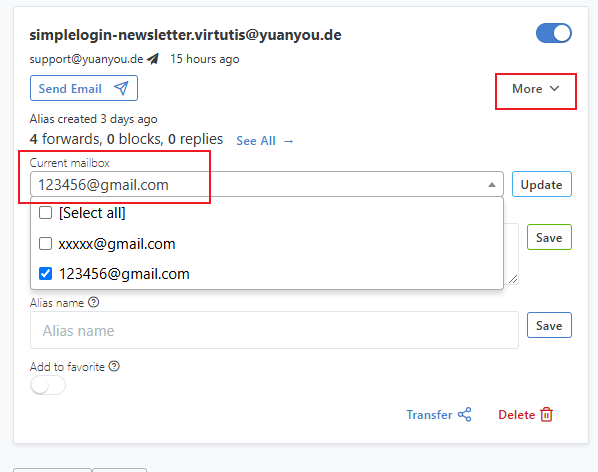 simplelogin-newsletter.virtutis@yuanyou.de
support@yuanyou.de 15 hours ago
Send Email
More
Alias created 3 days ago
4 forwards, 0 blocks, 0 replies See All →
Current mailbox
123456@gmail.com
Update
[Select all]
xxxxx@gmail.com
Save
123456@gmail.com
Alias name
Alias name
Save
Add to favorite
Transfer
Delete